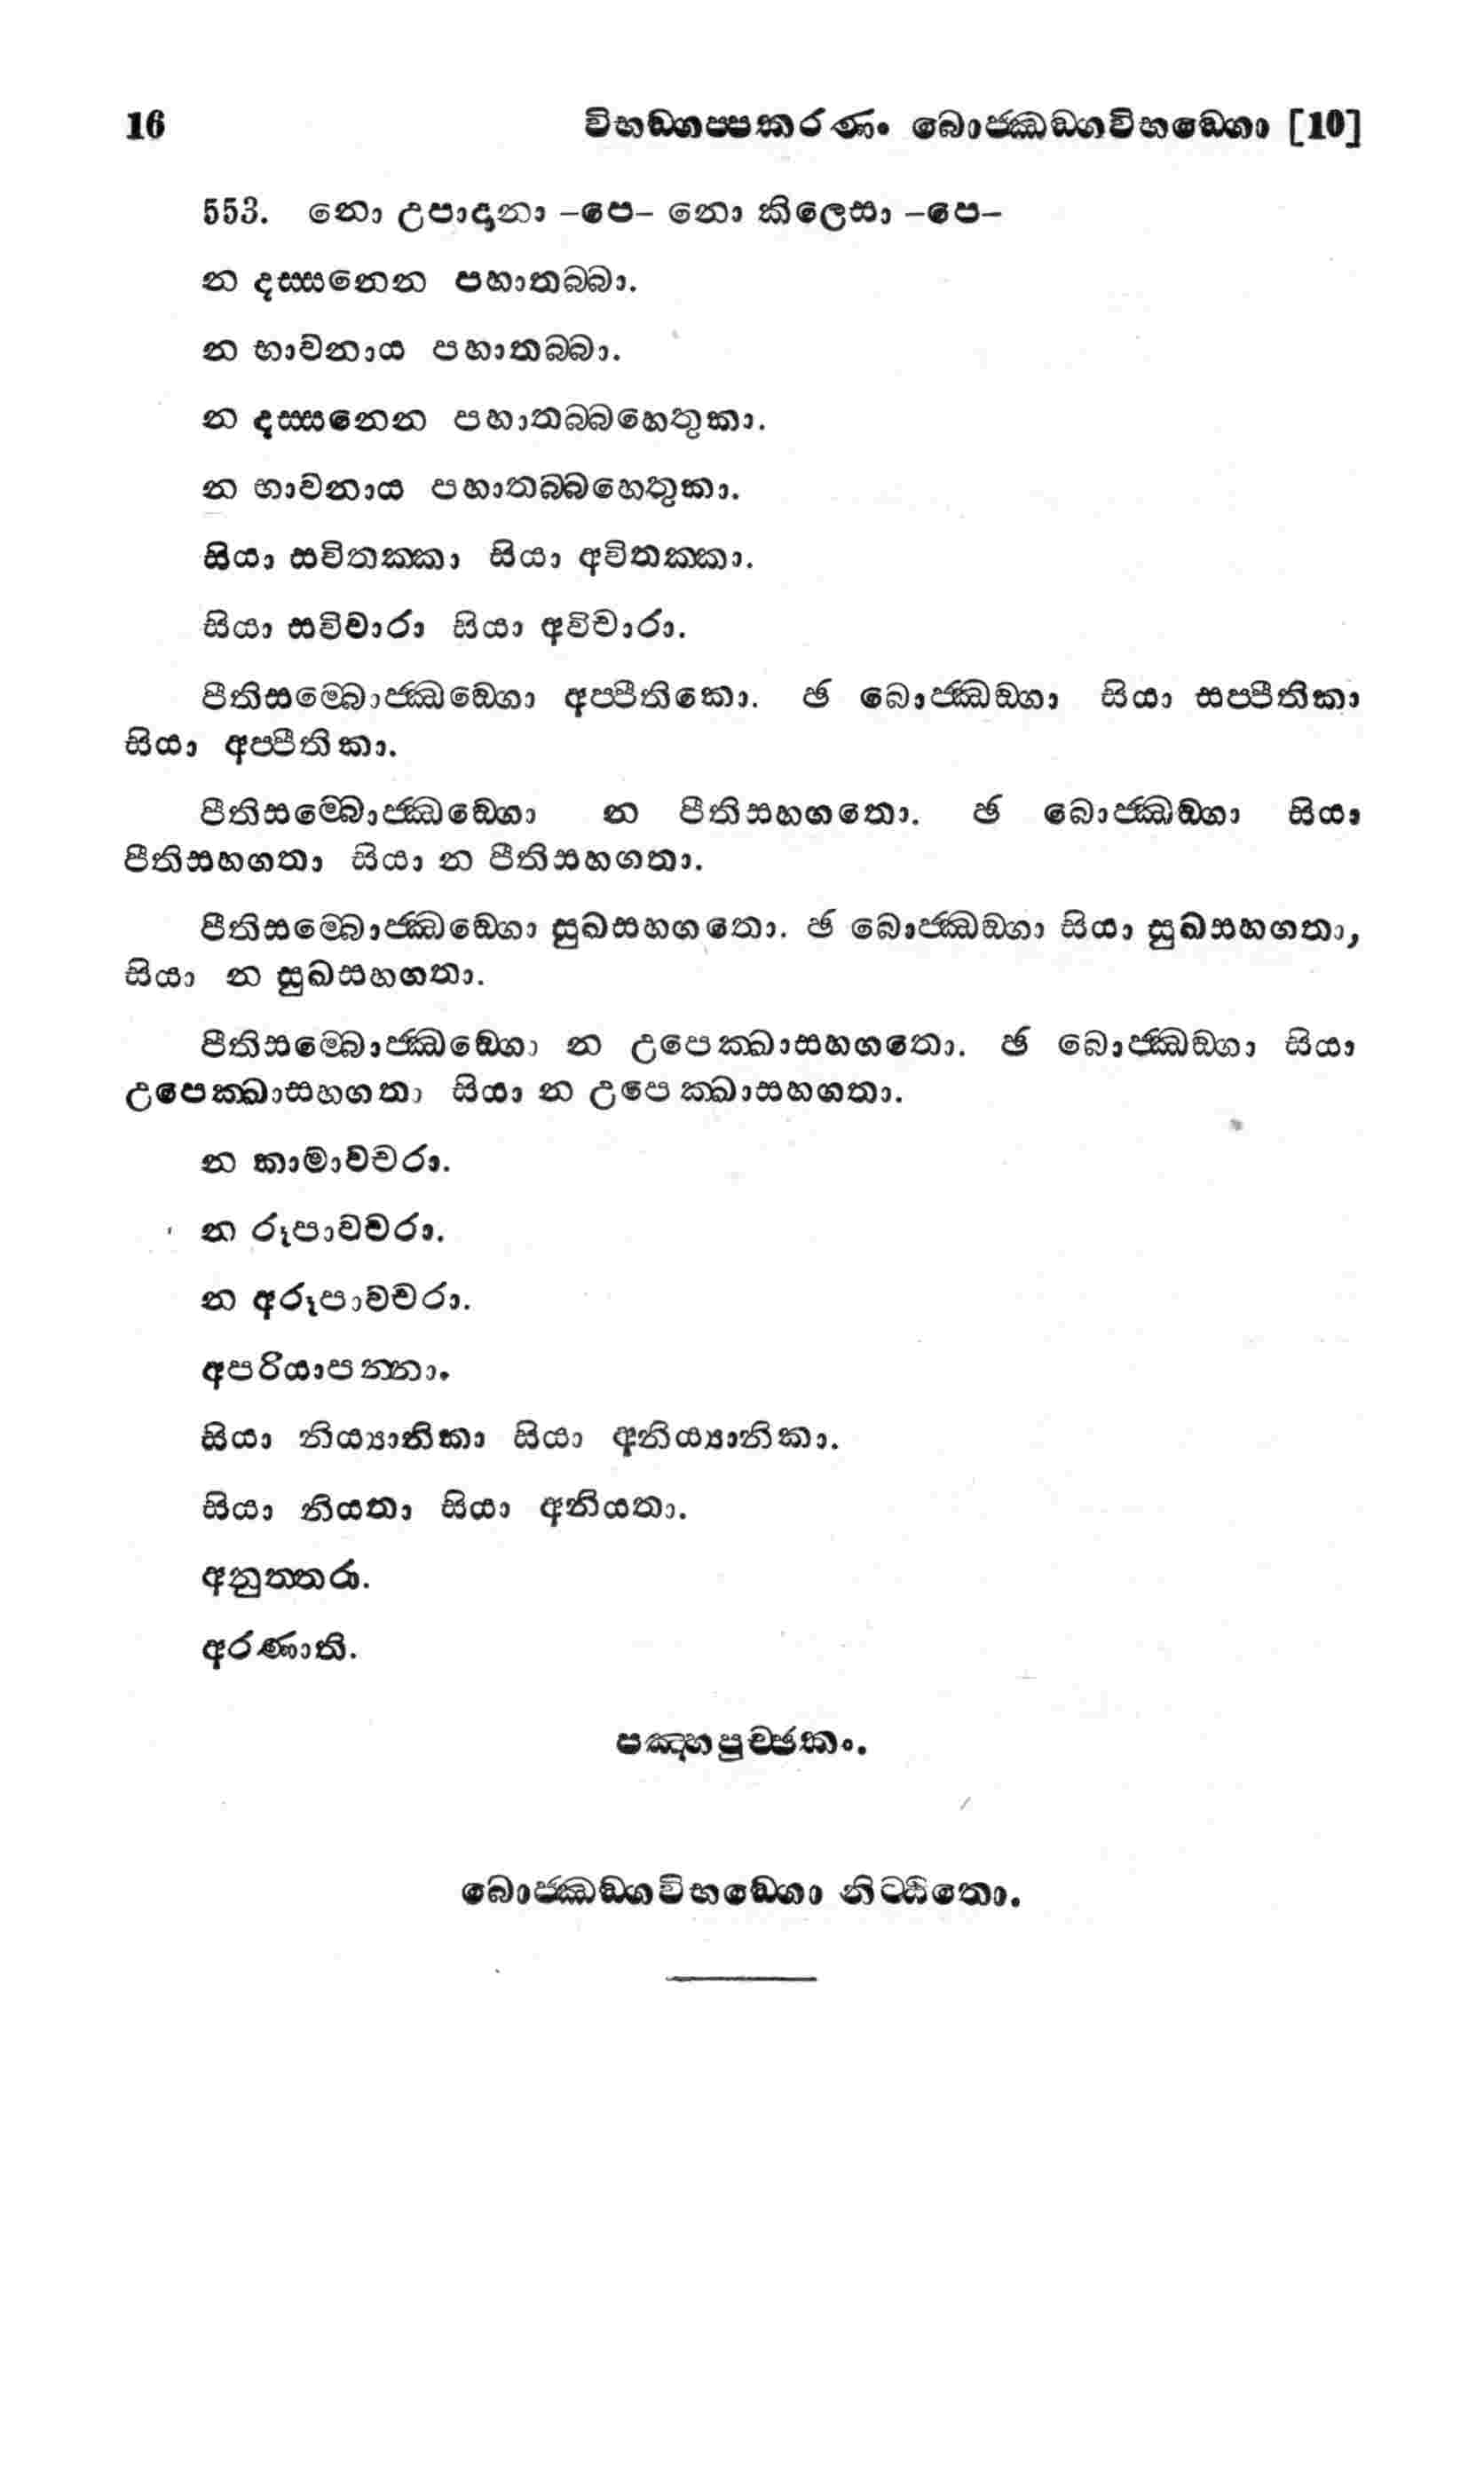 16 විභඞ්ගප්පකරණං බොජ්ඣඞ්ගවිභඞ්ගො [10]
553. නො උපාදානා –පෙ– නො කිලෙසා –පෙ–
න දස්සනෙන පහාතබ්බා.
න භාවනාය පහාතබ්බා.
න දස්සනෙන පහාතබ්බහෙතුකා.
න භාවනාය පහාතබ්බහෙතුකා.
සියා සවිතක්කා සියා අවිතක්කා.
සියා සවිචාරා සියා අවිචාරා.
පීතිසම්බොජ්ඣඞ්ගො අප්පීතිකො. ඡ බොජ්ඣඞ්ගා සියා සප්පීතිකා
සියා අප්පීතිකා.
පීතිසම්බොජ්ඣඞ්ගො න පීතිසහගතො. ඡ බොජ්ඣඞ්ගා සියා
පීතිසහගතා සියා න පීතිසහගතා.
පීතිසම්බොජ්ඣඞ්ගො සුඛසහගතො. ඡ බොජ්ඣඞ්ගා සියා සුඛසහගතා,
සියා න සුඛසහගතා.
පීතිසම්බොජ්ඣඞ්ගො න උපෙක්ඛාසහගතො. ඡ බොජ්ඣඞ්ගා සියා
උපෙක්ඛාසහගතා සියා න උපෙක්ඛාසහගතා.
න කාමාවචරා.
න රූපාවචරා.
න අරූපාවචරා.
අපරියාපන්නා.
සියා නිය්‍යානිකා සියා අනිය්‍යානිකා.
සියා නියතා සියා අනියතා.
අනුත්තරා.
අරණාති.
පඤ්හපුච්ඡකං.
බොජ්ඣඞ්ගවිභඞ්ගො නිට්ඨිතො.